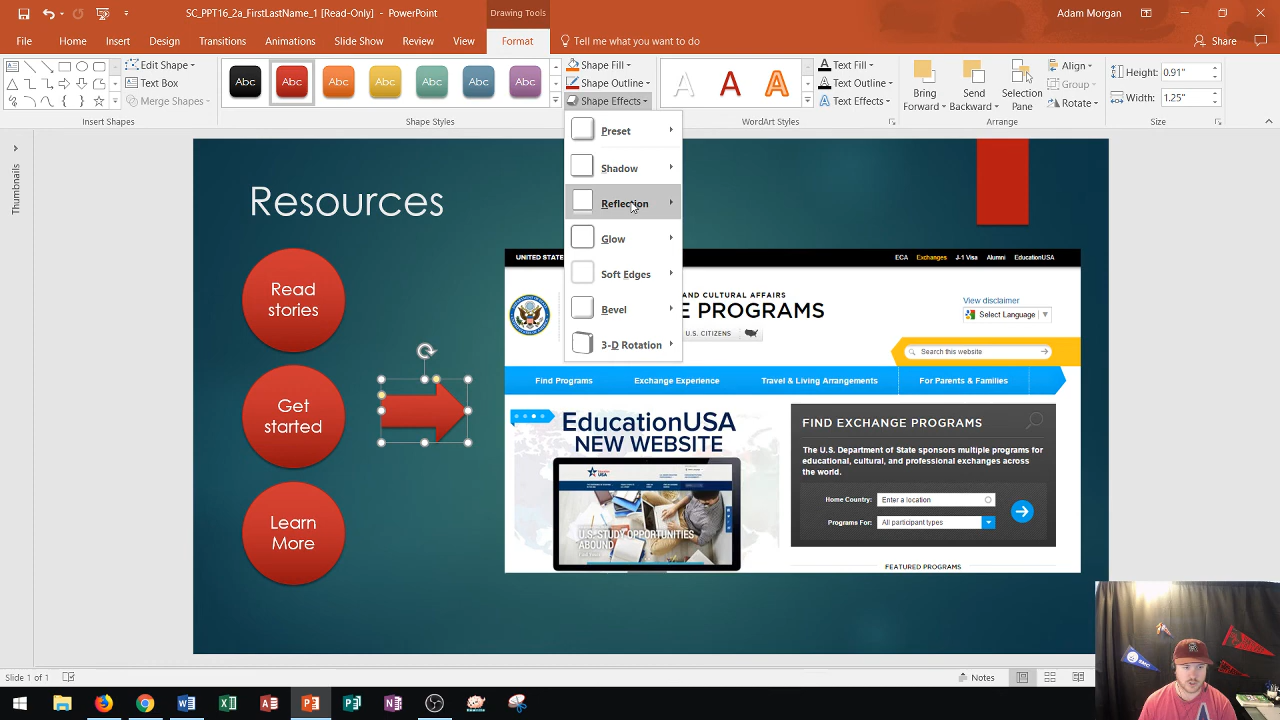 SC_PPT16_2a_FirstLastName [Read-Only] - PowerPoint
Drawing Tools
Adam Morgan
File Home Insert Design Transitions Animations Slide Show Review View Format Tell me what you want to do Share
Edit Shape
Text Box
Merge Shapes
Insert Shapes
Abc Abc Abc Abc Abc Abc Abc
Shape Styles
Shape Fill
Shape Outline
Shape Effects
A A A
WordArt Styles
Text Fill
Text Outline
Text Effects
Bring Forward
Send Backward
Selection Pane
Align
Group
Rotate
Arrange
Height: 0.91"
Width: 1.25"
Size
Preset
Shadow
Reflection
Glow
Soft Edges
Bevel
3-D Rotation
Thumbnails
Resources
Read
stories
Get
started
Learn
More
UNITED STATE
ECA Exchanges J-1 Visa Alumni EducationUSA
AND CULTURAL AFFAIRS
E PROGRAMS
U.S. CITIZENS
View disclaimer
Select Language
Search this website
Find Programs Exchange Experience Travel & Living Arrangements For Parents & Families
EducationUSA
NEW WEBSITE
U.S. STUDY OPPORTUNITIES
ABOUND
FIND EXCHANGE PROGRAMS
The U.S. Department of State sponsors multiple programs for
educational, cultural, and professional exchanges across
the world.
Home Country: Enter a location
Programs For: All participant types
FEATURED PROGRAMS
Slide 1 of 1
Notes